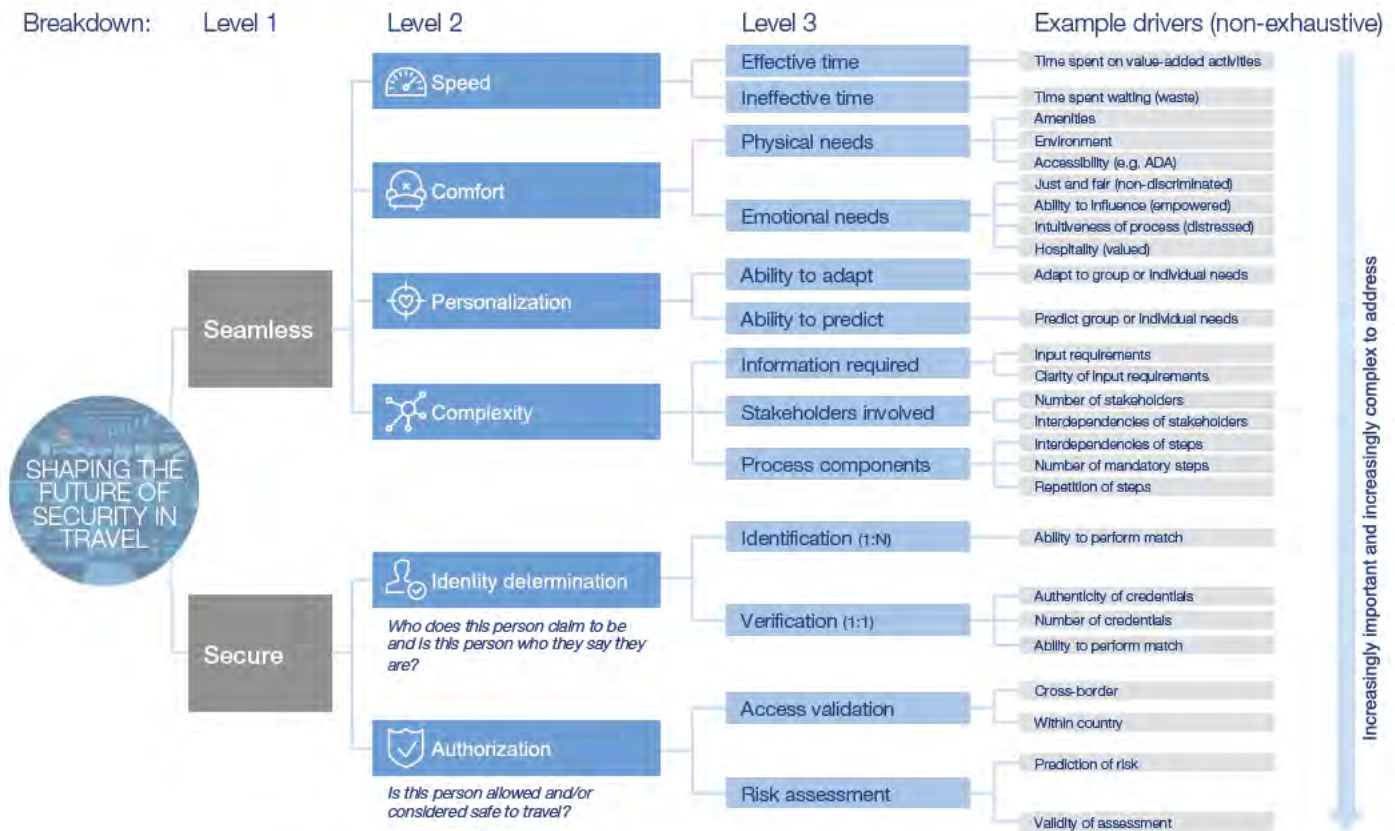 Breakdown:
Level 1
Level 2
Level 3
Example drivers (non-exhaustive)
SHAPING THE
FUTURE OF
SECURITY IN
TRAVEL
Seamless
Speed
Effective time
Time spent on value-added activities
Ineffective time
Time spent waiting (waste)
Comfort
Physical needs
Amenities
Environment
Accessibility (e.g. ADA)
Emotional needs
Just and fair (non-discriminated)
Ability to influence (empowered)
Intuitiveness of process (distressed)
Hospitality (valued)
Personalization
Ability to adapt
Adapt to group or individual needs
Ability to predict
Predict group or individual needs
Complexity
Information required
Input requirements
Clarity of input requirements
Stakeholders involved
Number of stakeholders
Interdependencies of stakeholders
Process components
Interdependencies of steps
Number of mandatory steps
Repetition of steps
Secure
Identity determination
Who does this person claim to be
and is this person who they say they
are?
Identification (1:N)
Ability to perform match
Verification (1:1)
Authenticity of credentials
Number of credentials
Ability to perform match
Authorization
Is this person allowed and/or
considered safe to travel?
Access validation
Cross-border
Within country
Risk assessment
Prediction of risk
Validity of assessment
Increasingly important and increasingly complex to address